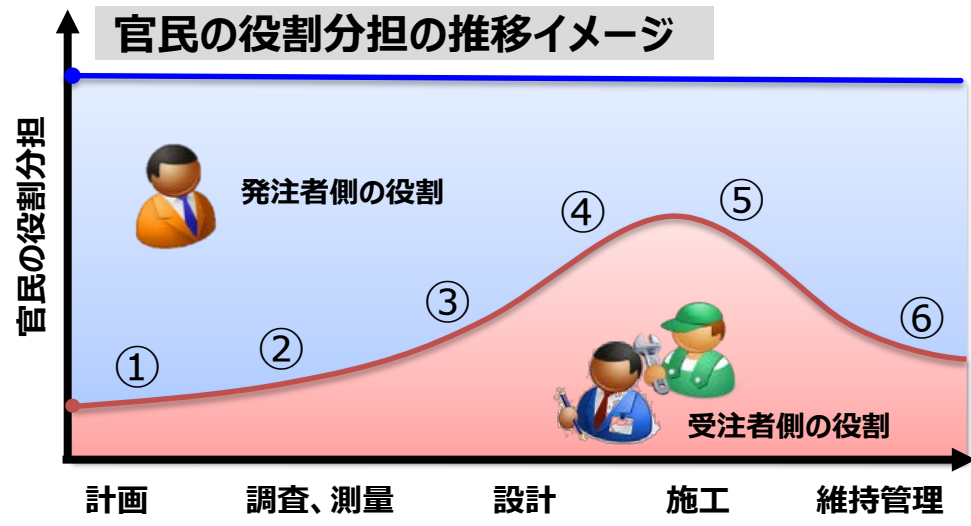 官民の役割分担の推移イメージ
官民の役割分担
発注者側の役割
①
②
③
④
⑤
⑥
受注者側の役割
計画
調査、測量
設計
施工
維持管理